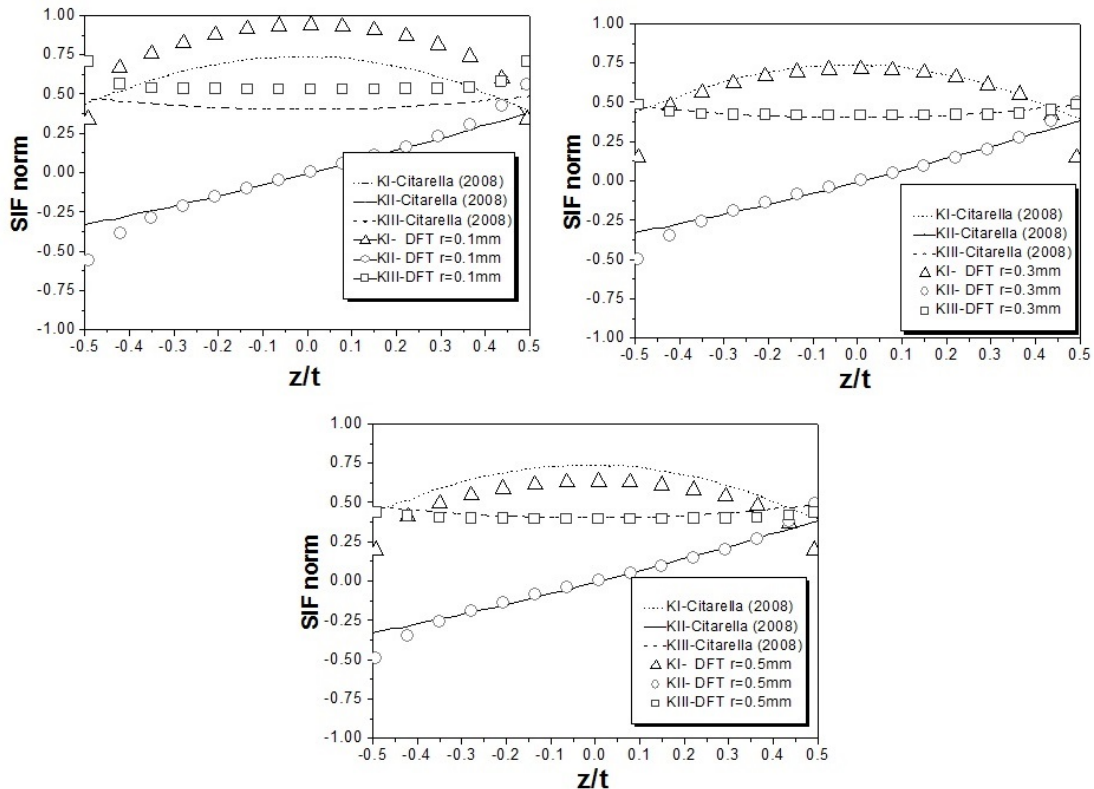 1.00
0.75
0.50
0.25
0.00
-0.25
-0.50
-0.75
-1.00
SIF norm
KI-Citarella (2008)
KII-Citarella (2008)
KIII-Citarella (2008)
KI- DFT r=0.1mm
KII- DFT r=0.1mm
KIII-DFT r=0.1mm
-0.5 -0.4 -0.3 -0.2 -0.1 0.0 0.1 0.2 0.3 0.4 0.5
z/t
1.00
0.75
0.50
0.25
0.00
-0.25
-0.50
-0.75
-1.00
SIF norm
KI-Citarella (2008)
KII-Citarella (2008)
KIII-Citarella (2008)
KI- DFT r=0.3mm
KII- DFT r=0.3mm
KIII-DFT r=0.3mm
-0.5 -0.4 -0.3 -0.2 -0.1 0.0 0.1 0.2 0.3 0.4 0.5
z/t
1.00
0.75
0.50
0.25
0.00
-0.25
-0.50
-0.75
-1.00
SIF norm
KI-Citarella (2008)
KII-Citarella (2008)
KIII-Citarella (2008)
KI- DFT r=0.5mm
KII- DFT r=0.5mm
KIII-DFT r=0.5mm
-0.5 -0.4 -0.3 -0.2 -0.1 0.0 0.1 0.2 0.3 0.4 0.5
z/t